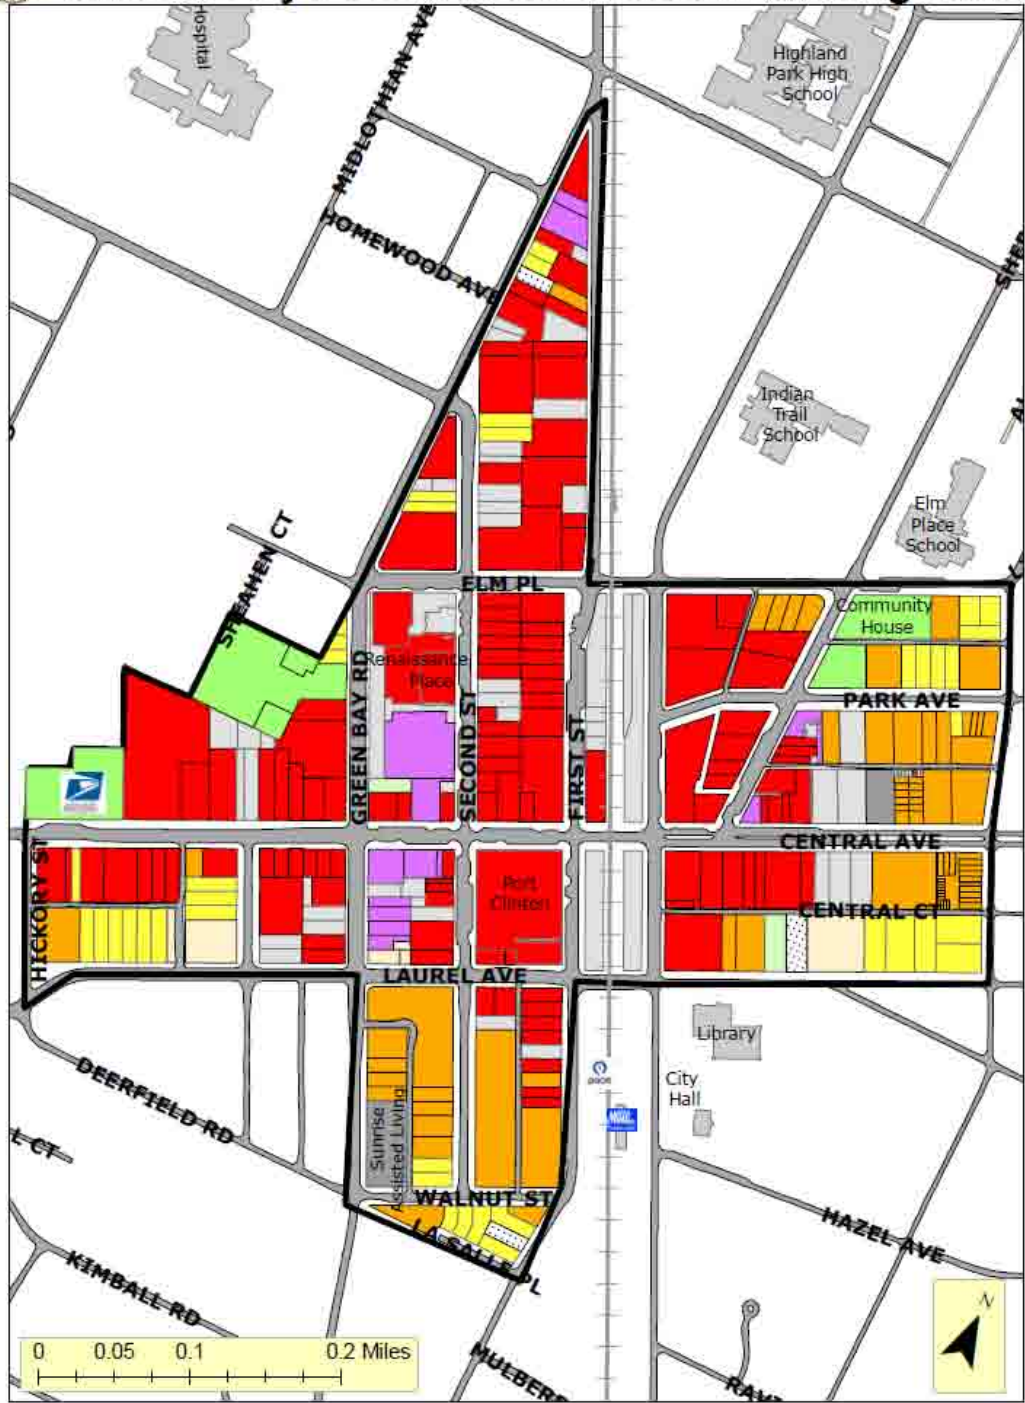 Hospital
MIDLOTHIAN AVE
Highland
Park High
School
HOMEWOOD AVE
Indian
Trail
School
Elm
Place
School
SHEAHEN CT
ELM PL
Community
House
Renaissance
Place
PARK AVE
GREEN BAY RD
SECOND ST
FIRST ST
CENTRAL AVE
HICKORY ST
Port
Clinton
CENTRAL CT
LAUREL AVE
Library
DEERFIELD RD
pace
City
Hall
L CT
Sunrise
Assisted Living
WALNUT ST
LA SALLE PL
HAZEL AVE
KIMBALL RD
N
0 0.05 0.1 0.2 Miles